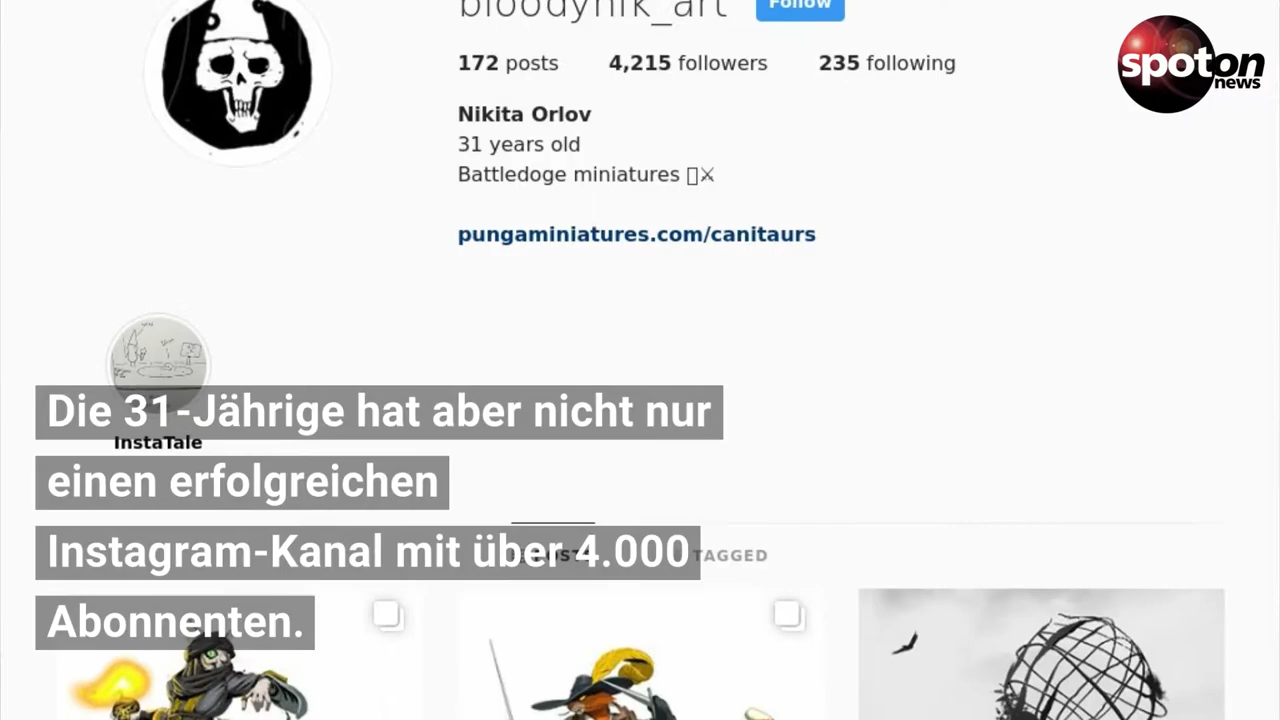 bloodynik_art Follow
spoton
news
172 posts 4,215 followers 235 following
Nikita Orlov
31 years old
Battledoge miniatures ⚔
pungaminiatures.com/canitaurs
Die 31-Jährige hat aber nicht nur
InstaTale
einen erfolgreichen
Instagram-Kanal mit über 4.000
TAGGED
Abonnenten.